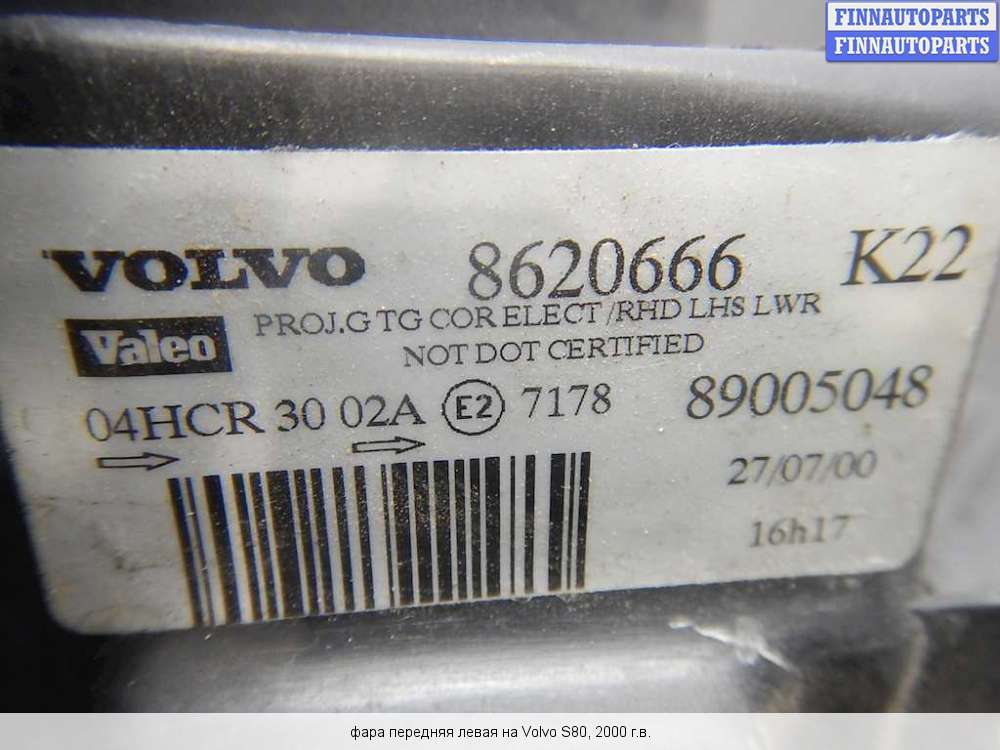 FINNAUTOPARTS
FINNAUTOPARTS
VOLVO 8620666 K22
Valeo PROJ.G TG COR ELECT/RHD LHS LWR
NOT DOT CERTIFIED
04HCR 30 02A E2 7178 89005048
27/07/00
16h17
фара передняя левая на Volvo S80, 2000 г.в.